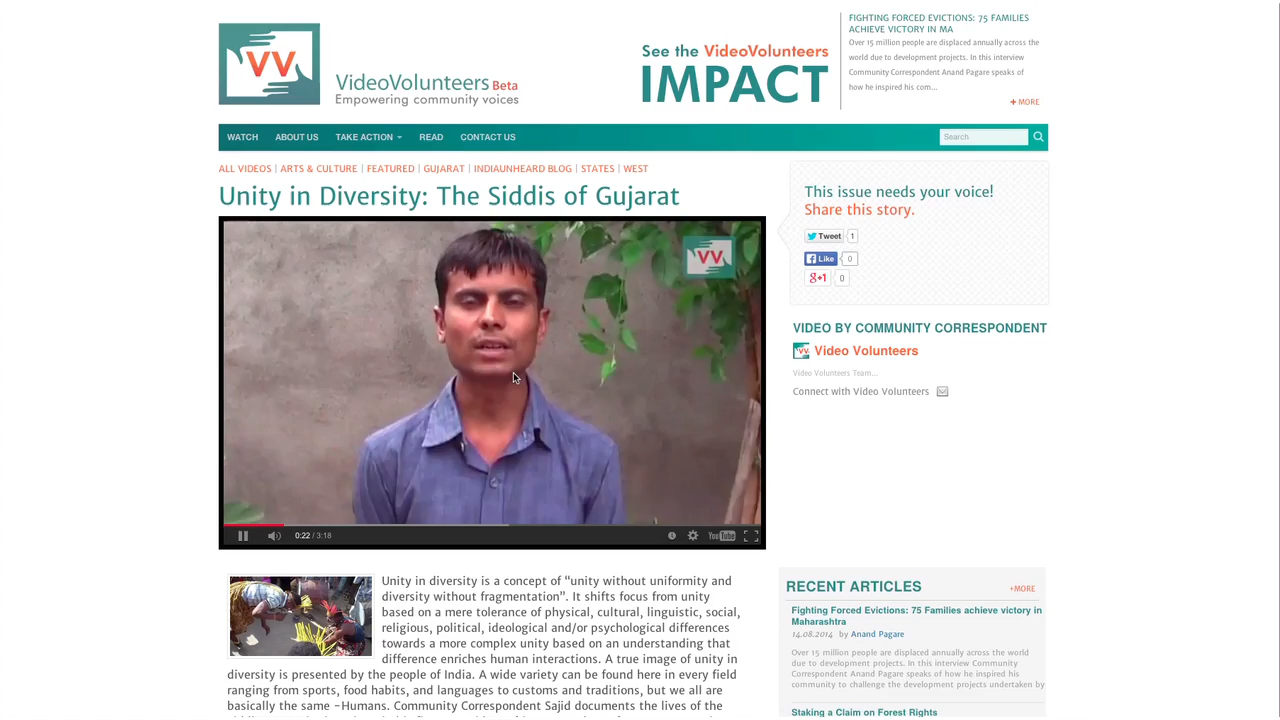 VV
VideoVolunteers Beta
Empowering community voices
See the VideoVolunteers
IMPACT
FIGHTING FORCED EVICTIONS: 75 FAMILIES
ACHIEVE VICTORY IN MA
Over 15 million people are displaced annually across the
world due to development projects. In this interview
Community Correspondent Anand Pagare speaks of
how he inspired his com...
+ MORE
WATCH ABOUT US TAKE ACTION READ CONTACT US
Search
ALL VIDEOS | ARTS & CULTURE | FEATURED | GUJARAT | INDIAUNHEARD BLOG | STATES | WEST
Unity in Diversity: The Siddis of Gujarat
VV
0:22 / 3:18
YouTube
This issue needs your voice!
Share this story.
Tweet 1
Like 0
g+1 0
VIDEO BY COMMUNITY CORRESPONDENT
VV Video Volunteers
Video Volunteers Team...
Connect with Video Volunteers
Unity in diversity is a concept of “unity without uniformity and
diversity without fragmentation”. It shifts focus from unity
based on a mere tolerance of physical, cultural, linguistic, social,
religious, political, ideological and/or psychological differences
towards a more complex unity based on an understanding that
difference enriches human interactions. A true image of unity in
diversity is presented by the people of India. A wide variety can be found here in every field
ranging from sports, food habits, and languages to customs and traditions, but we all are
basically the same -Humans. Community Correspondent Sajid documents the lives of the
RECENT ARTICLES
+MORE
Fighting Forced Evictions: 75 Families achieve victory in
Maharashtra
14.08.2014 by Anand Pagare
Over 15 million people are displaced annually across the world
due to development projects. In this interview Community
Correspondent Anand Pagare speaks of how he inspired his
community to challenge the development projects undertaken by
Staking a Claim on Forest Rights